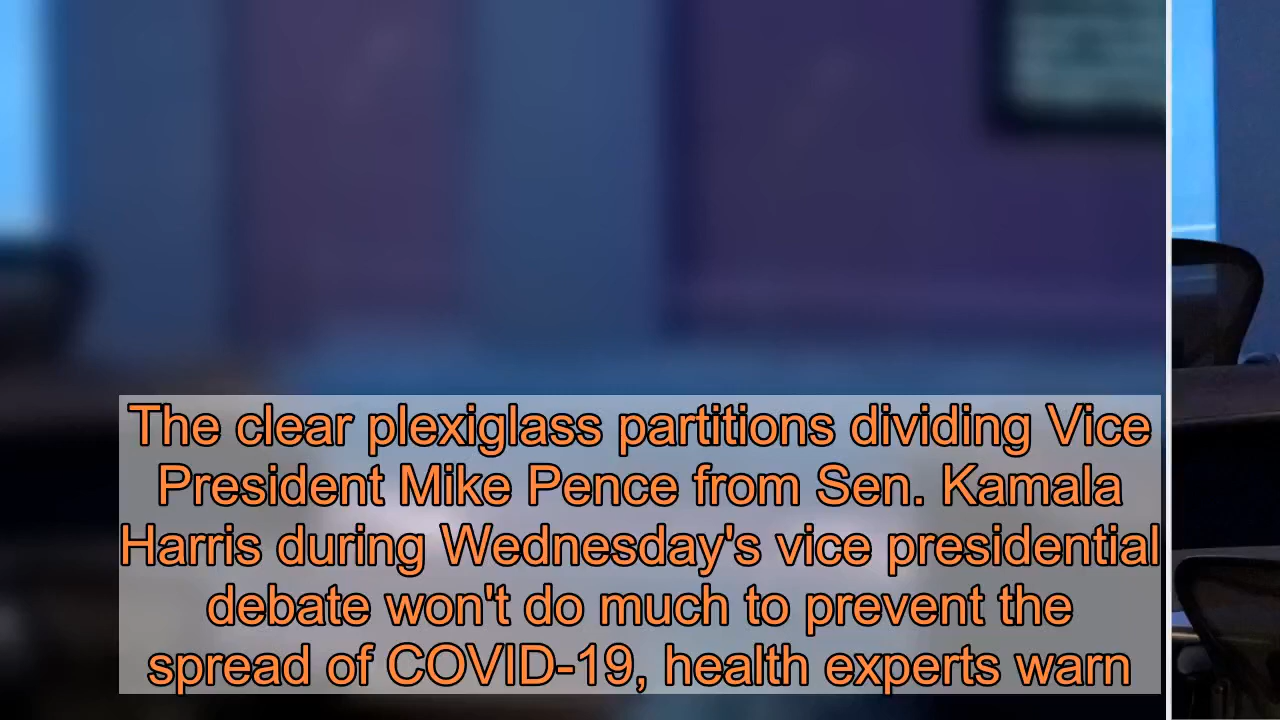 The clear plexiglass partitions dividing Vice
President Mike Pence from Sen. Kamala
Harris during Wednesday's vice presidential
debate won't do much to prevent the
spread of COVID-19, health experts warn